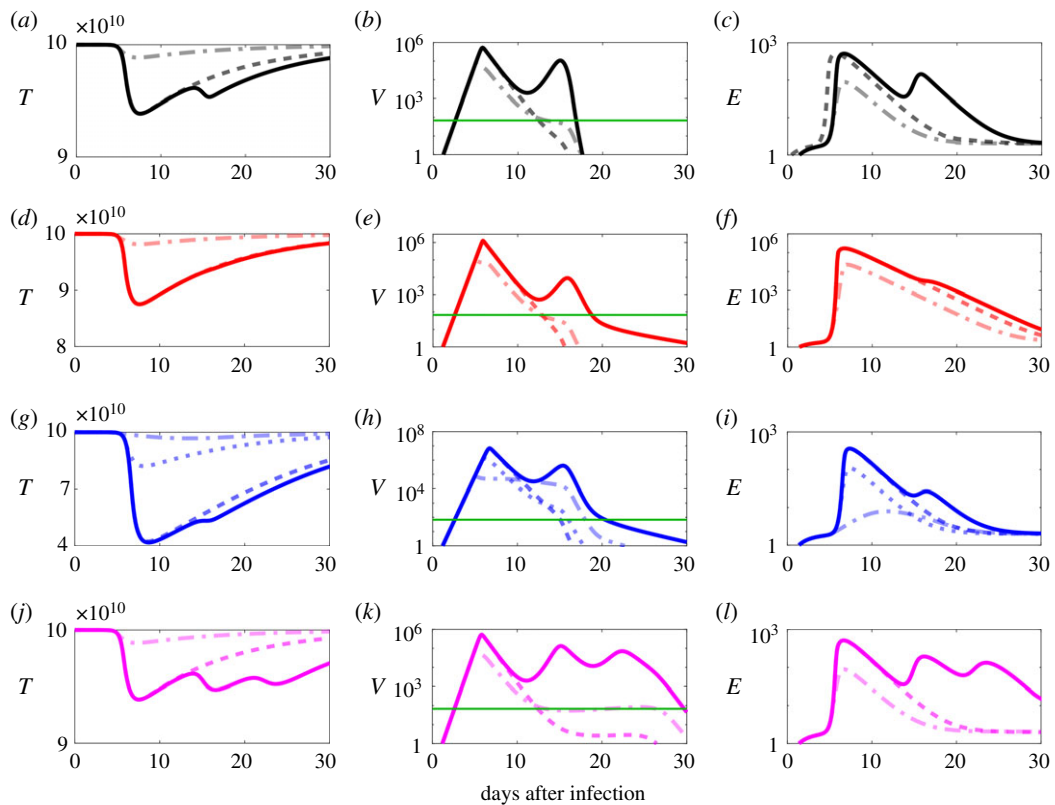 (a) ×10^10 (b) (c)
10 10^6 10^3
T V 10^3 E
9 1 1
0 10 20 30 0 10 20 30 0 10 20 30
(d) ×10^10 (e) (f)
10 10^6 10^6
T 9 V 10^3 E 10^3
8 1 1
0 10 20 30 0 10 20 30 0 10 20 30
(g) ×10^10 (h) (i)
10 10^8 10^3
T 7 V 10^4 E
4 1 1
0 10 20 30 0 10 20 30 0 10 20 30
(j) ×10^10 (k) (l)
10 10^6 10^3
T V 10^3 E
9 1 1
0 10 20 30 0 10 20 30 0 10 20 30
days after infection